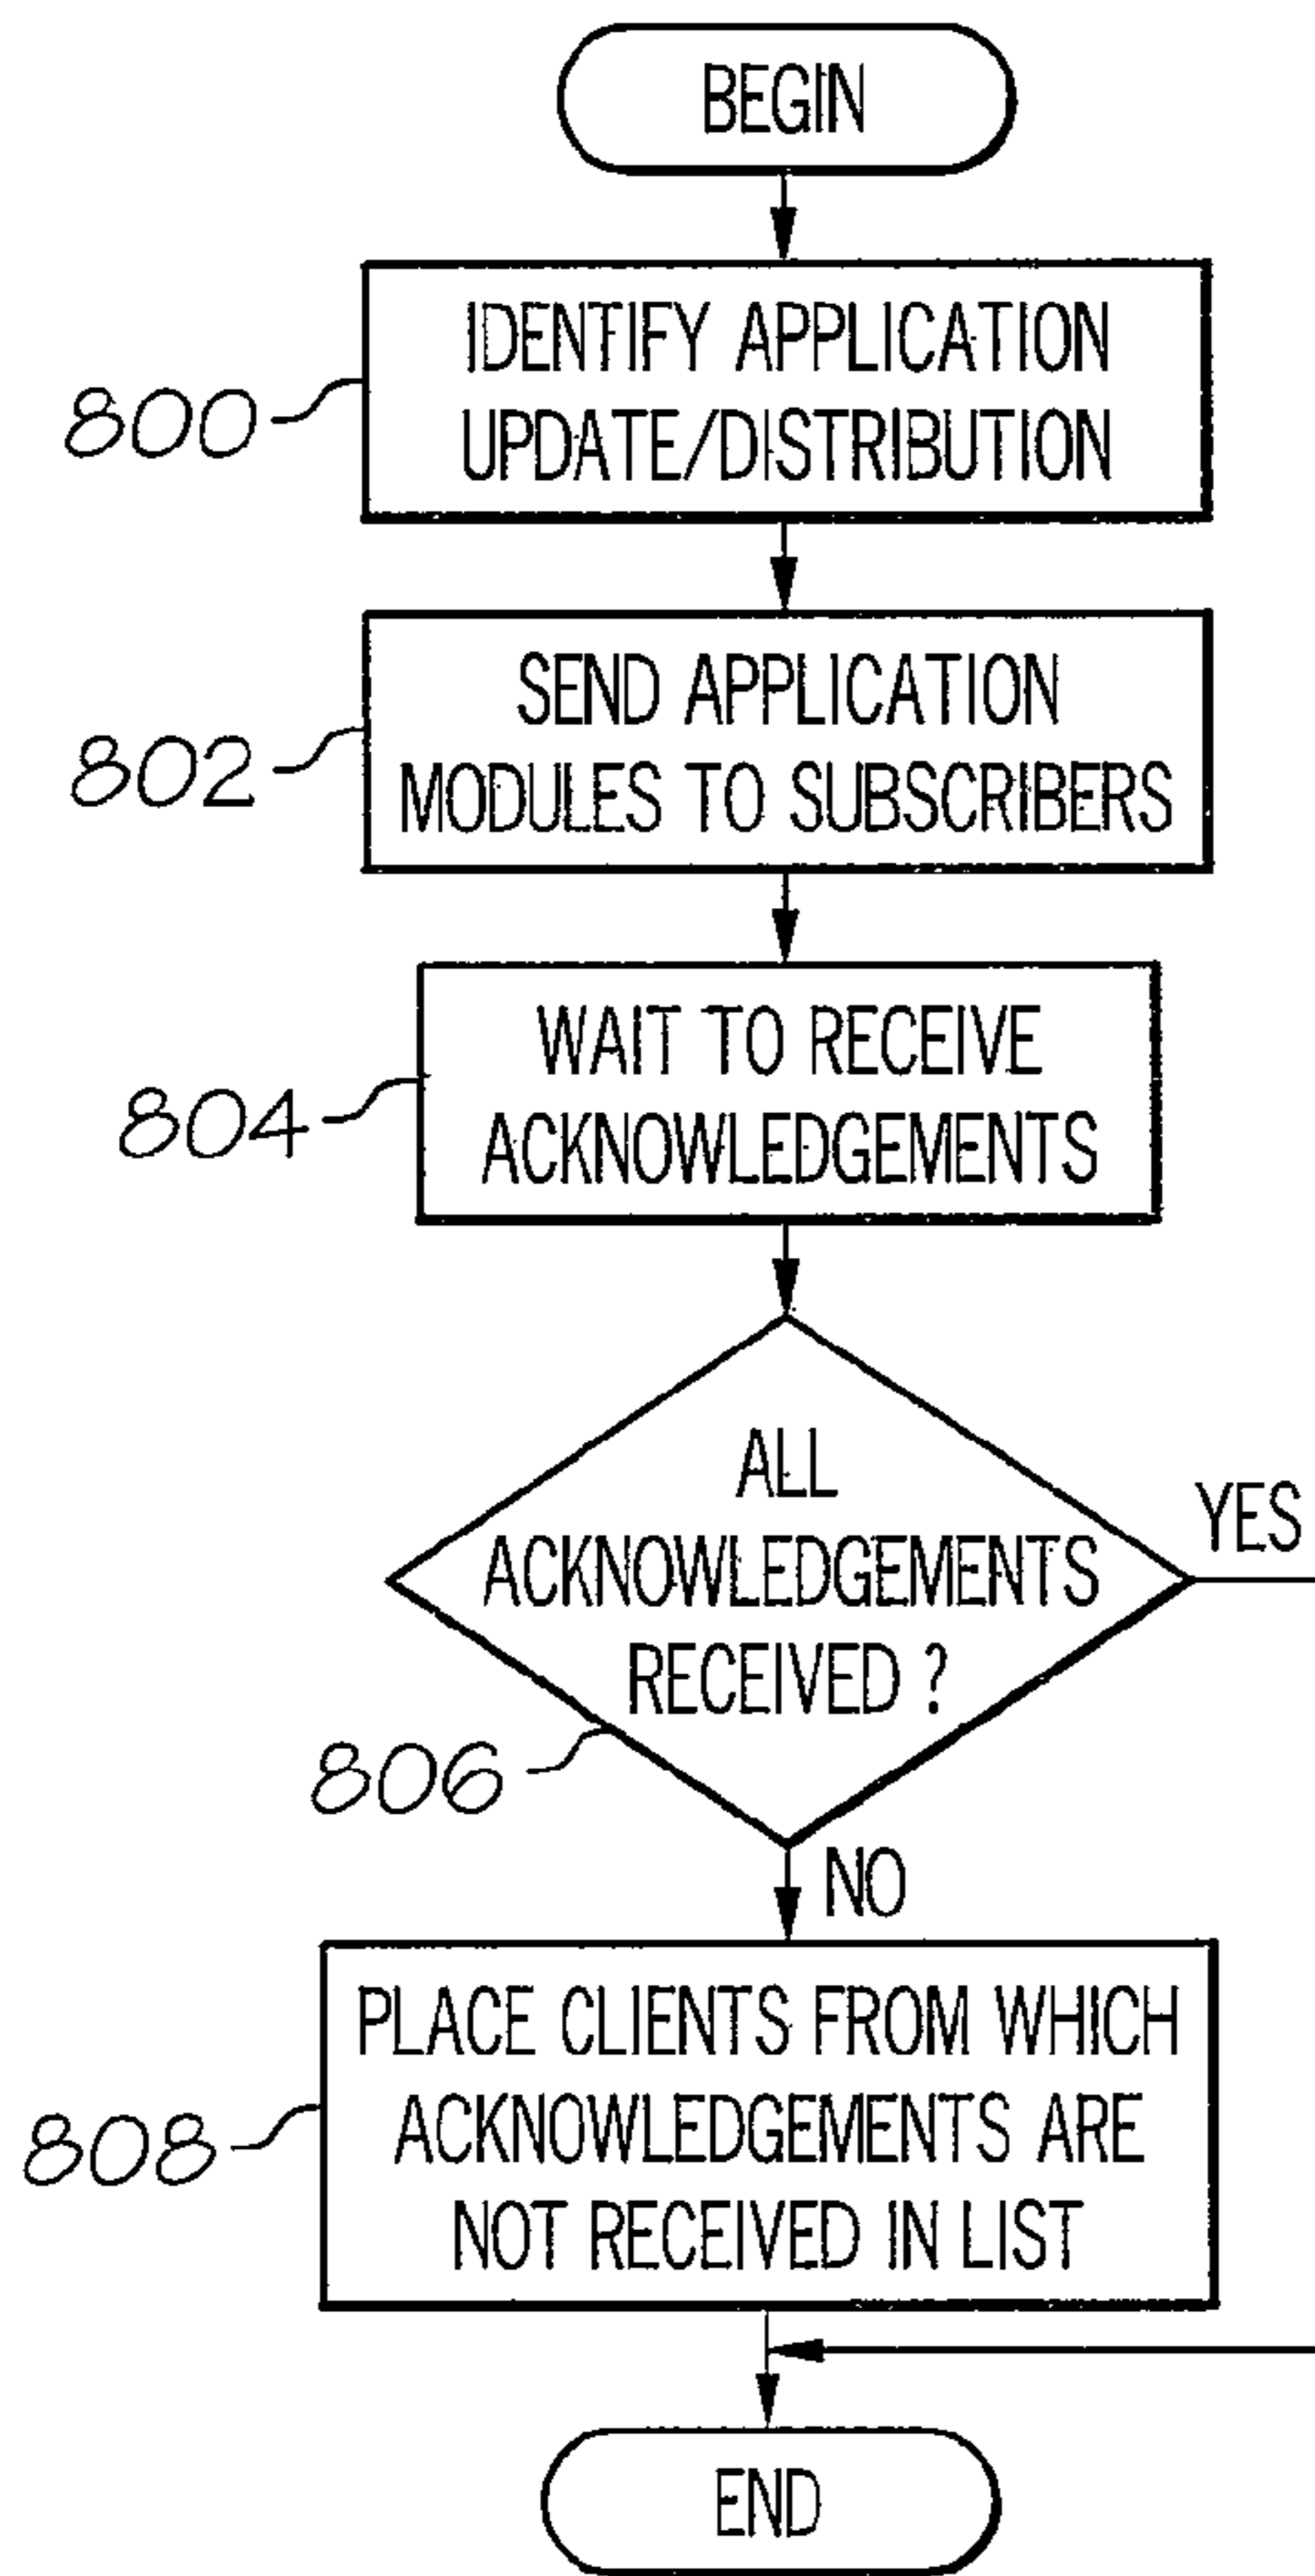 BEGIN
800
IDENTIFY APPLICATION
UPDATE/DISTRIBUTION
802
SEND APPLICATION
MODULES TO SUBSCRIBERS
804
WAIT TO RECEIVE
ACKNOWLEDGEMENTS
ALL
ACKNOWLEDGEMENTS
RECEIVED ?
YES
806
NO
808
PLACE CLIENTS FROM WHICH
ACKNOWLEDGEMENTS ARE
NOT RECEIVED IN LIST
END